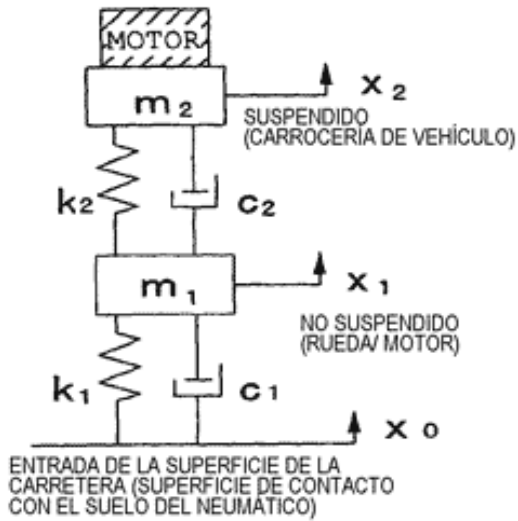 MOTOR
m2
x2
SUSPENDIDO
(CARROCERÍA DE VEHÍCULO)
k2
c2
m1
x1
NO SUSPENDIDO
(RUEDA/ MOTOR)
k1
c1
x0
ENTRADA DE LA SUPERFICIE DE LA
CARRETERA (SUPERFICIE DE CONTACTO
CON EL SUELO DEL NEUMÁTICO)